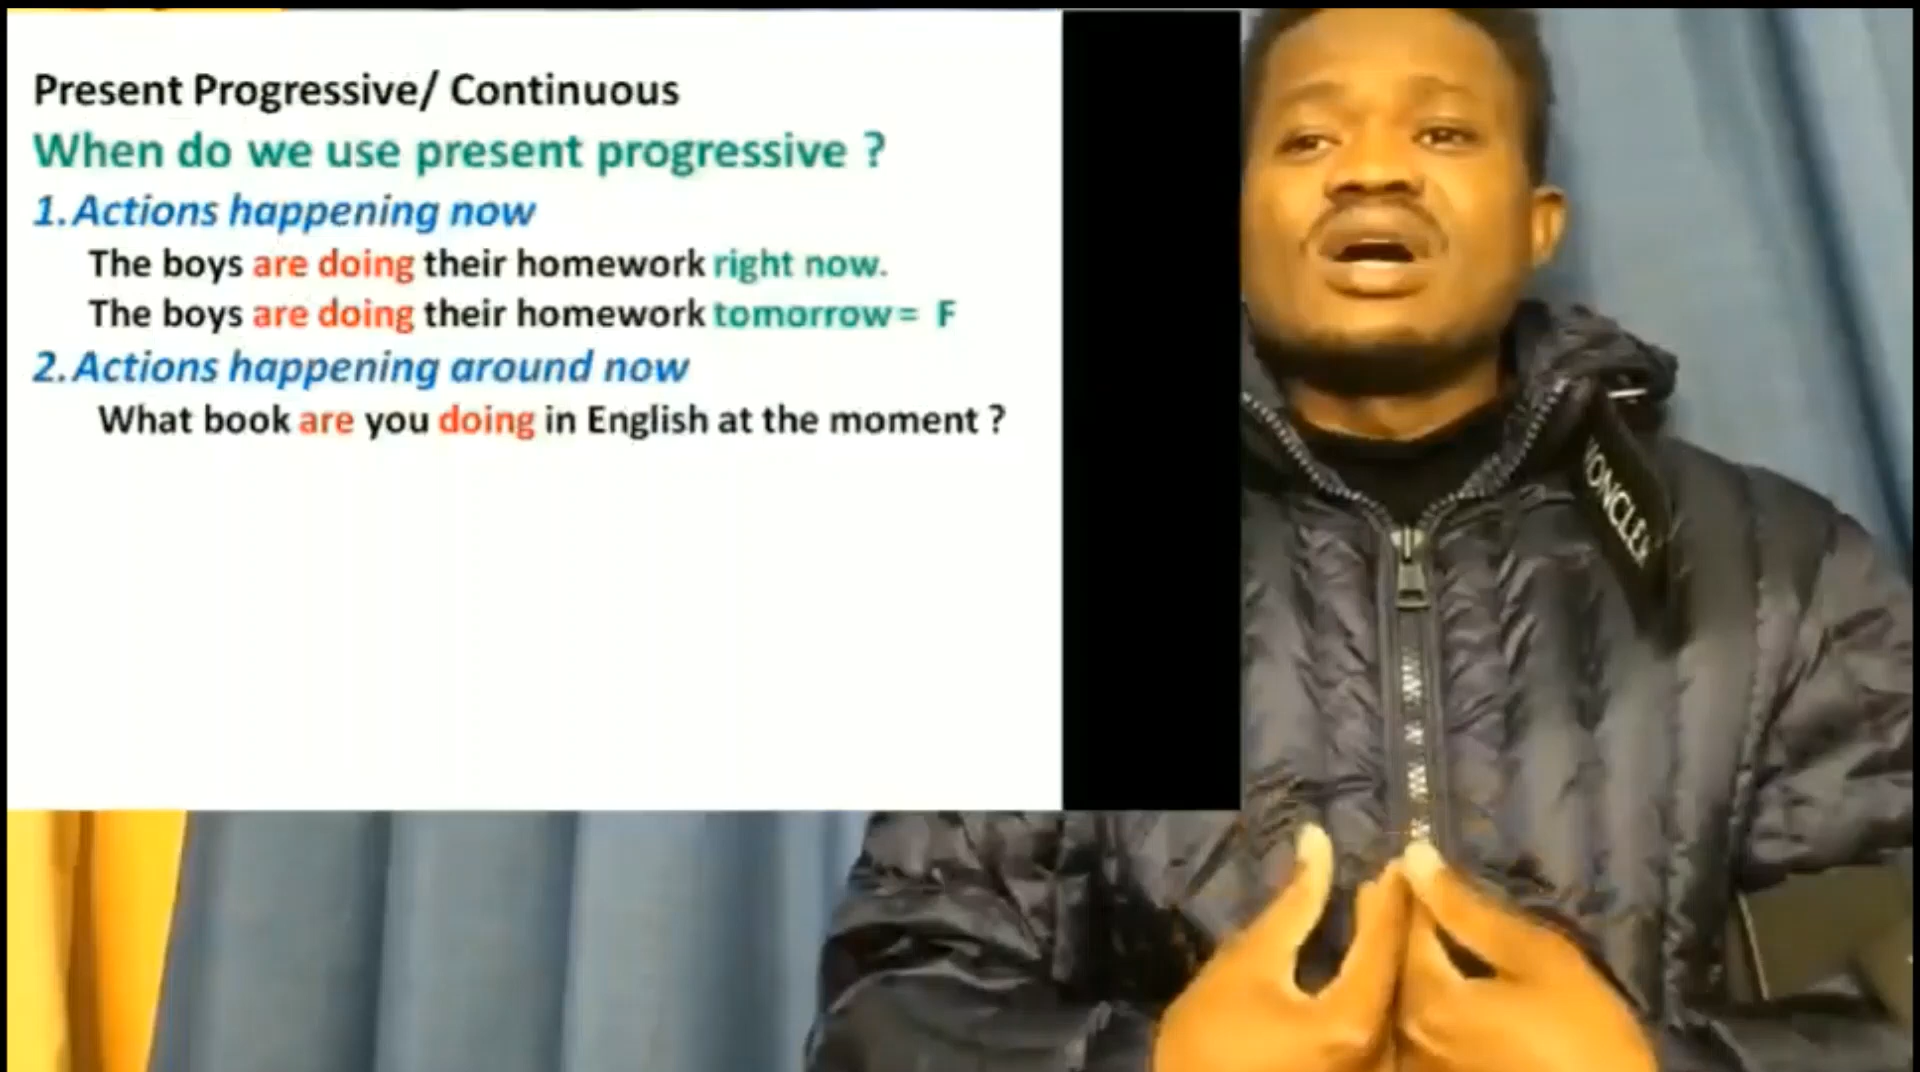 Present Progressive/ Continuous
When do we use present progressive ?
1. Actions happening now
The boys are doing their homework right now.
The boys are doing their homework tomorrow = F
2. Actions happening around now
What book are you doing in English at the moment ?
MONCLER